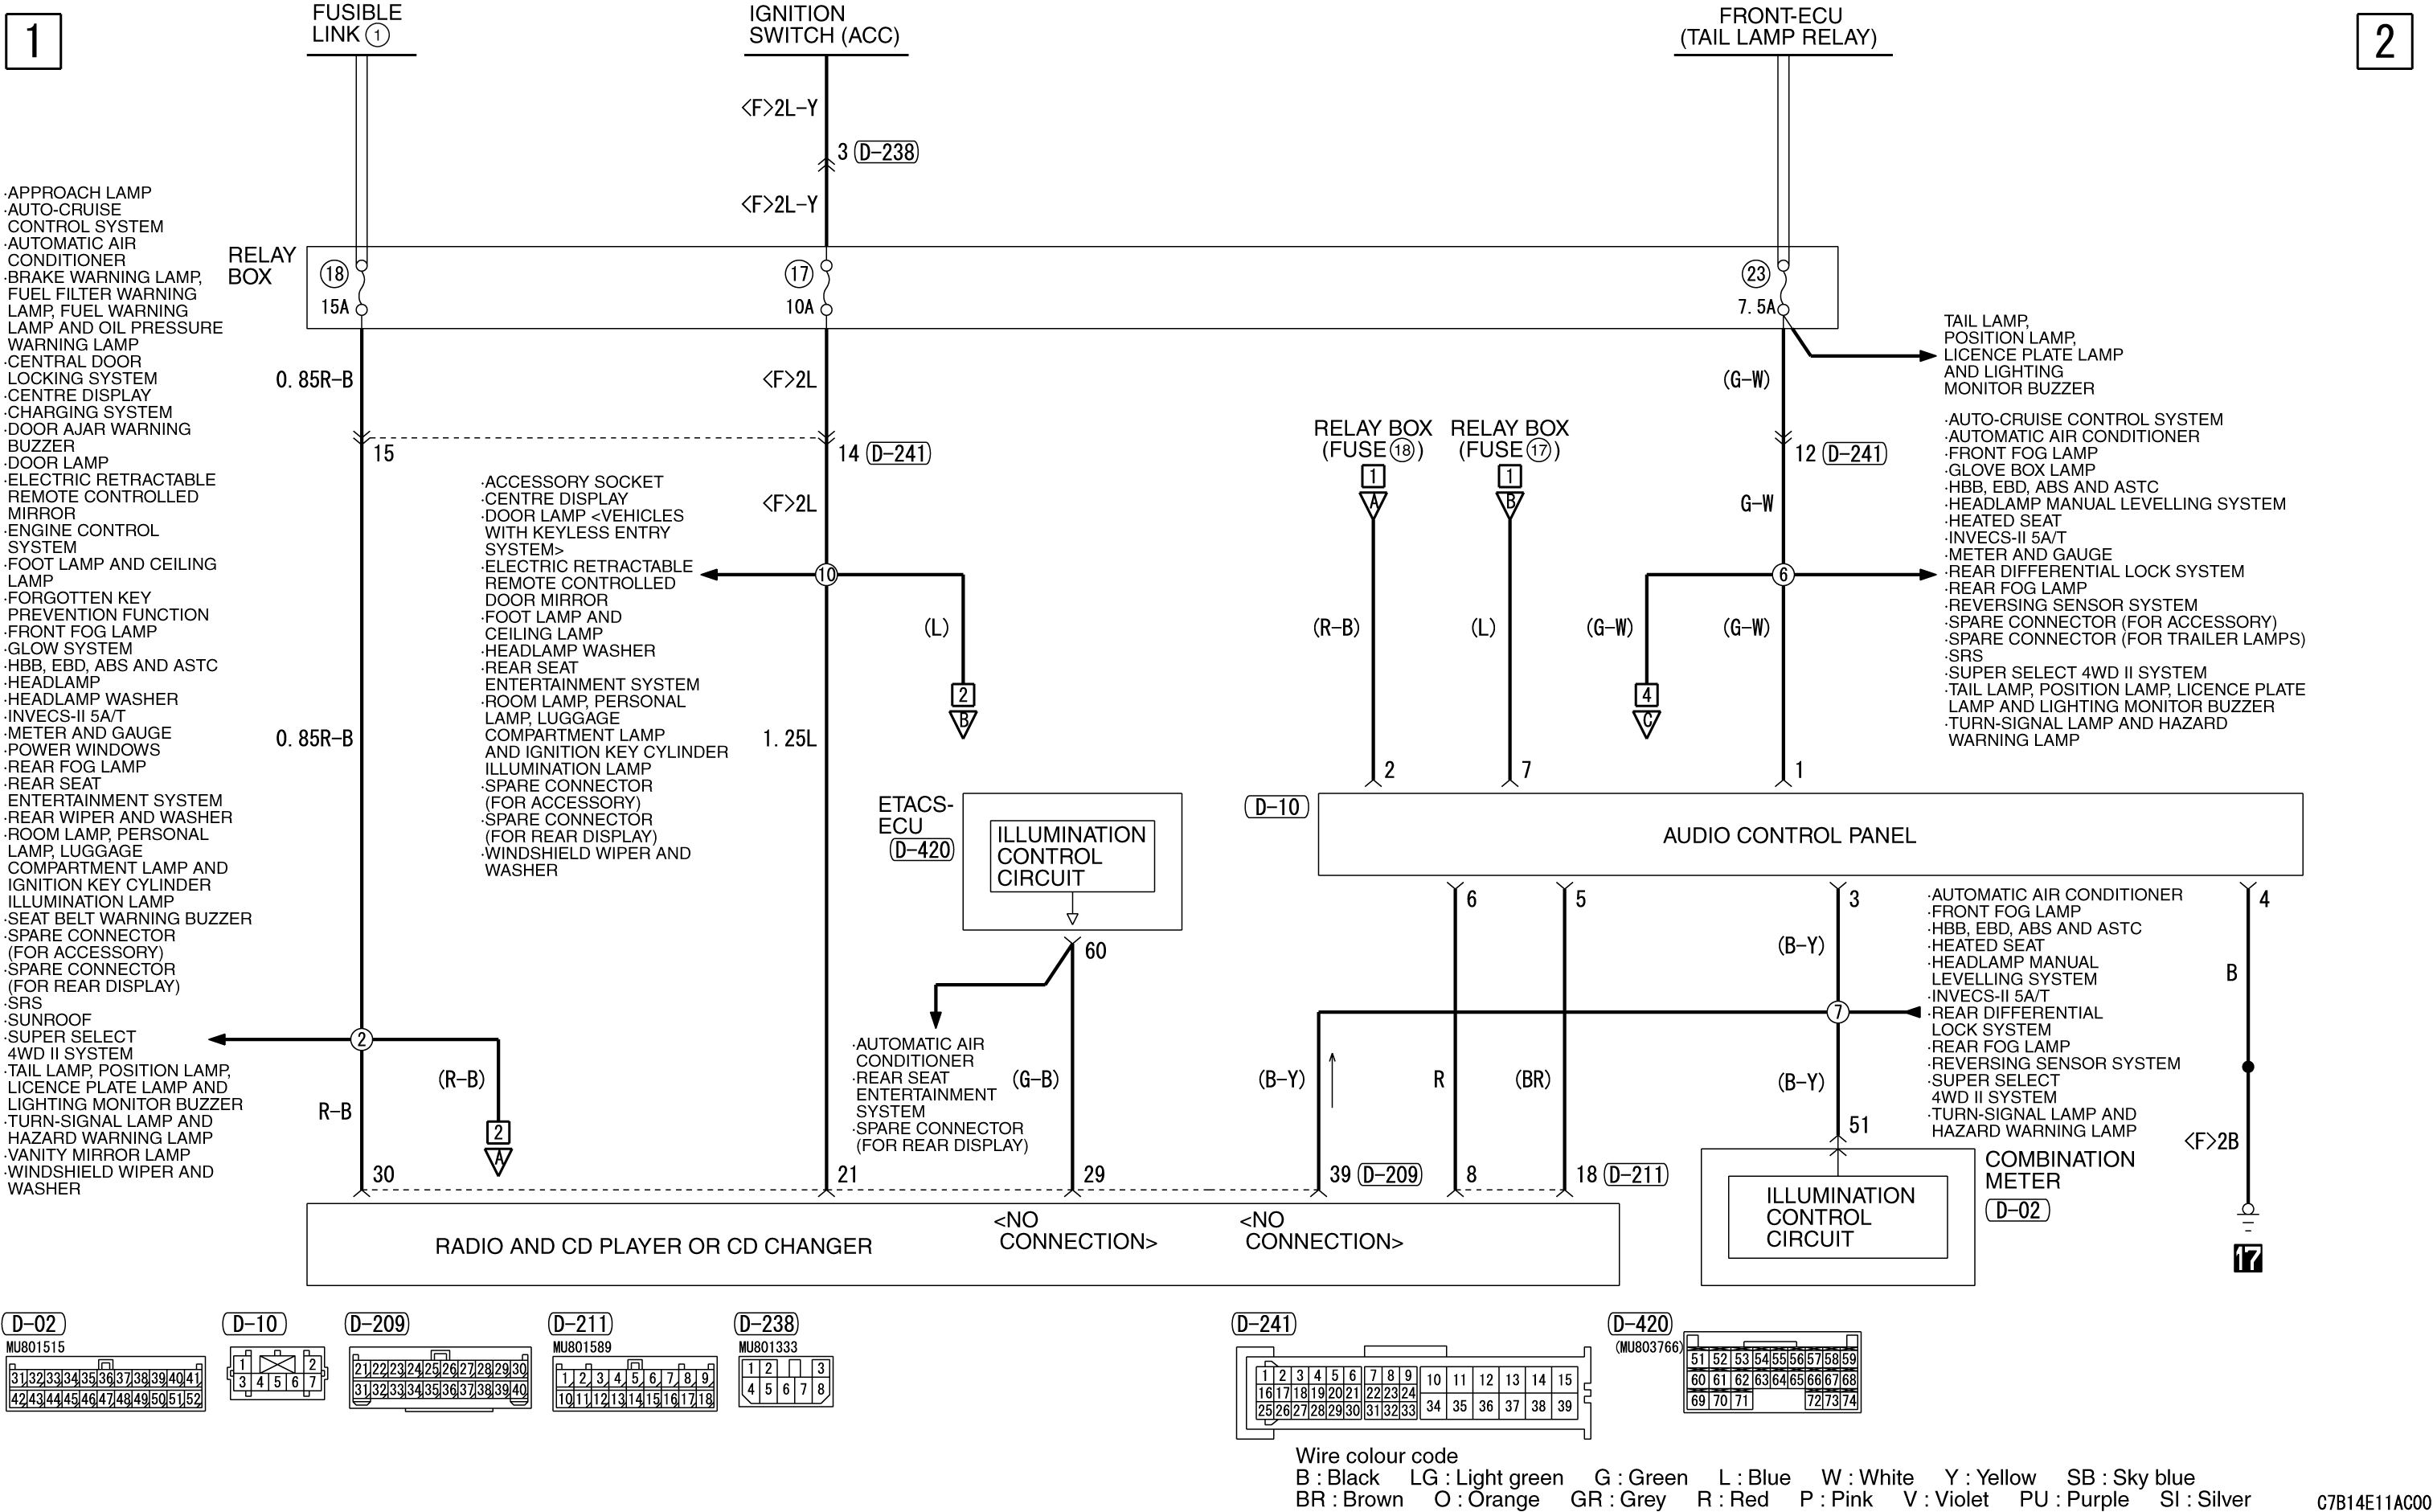 1
FUSIBLE
LINK 1
IGNITION
SWITCH (ACC)
FRONT-ECU
(TAIL LAMP RELAY)
2
<F>2L-Y
3 D-238
<F>2L-Y
RELAY
BOX
18
15A
17
10A
23
7.5A
·APPROACH LAMP
·AUTO-CRUISE
CONTROL SYSTEM
·AUTOMATIC AIR
CONDITIONER
·BRAKE WARNING LAMP,
FUEL FILTER WARNING
LAMP, FUEL WARNING
LAMP AND OIL PRESSURE
WARNING LAMP
·CENTRAL DOOR
LOCKING SYSTEM
·CENTRE DISPLAY
·CHARGING SYSTEM
·DOOR AJAR WARNING
BUZZER
·DOOR LAMP
·ELECTRIC RETRACTABLE
REMOTE CONTROLLED
MIRROR
·ENGINE CONTROL
SYSTEM
·FOOT LAMP AND CEILING
LAMP
·FORGOTTEN KEY
PREVENTION FUNCTION
·FRONT FOG LAMP
·GLOW SYSTEM
·HBB, EBD, ABS AND ASTC
·HEADLAMP
·HEADLAMP WASHER
·INVECS-II 5A/T
·METER AND GAUGE
·POWER WINDOWS
·REAR FOG LAMP
·REAR SEAT
ENTERTAINMENT SYSTEM
·REAR WIPER AND WASHER
·ROOM LAMP, PERSONAL
LAMP, LUGGAGE
COMPARTMENT LAMP AND
IGNITION KEY CYLINDER
ILLUMINATION LAMP
·SEAT BELT WARNING BUZZER
·SPARE CONNECTOR
(FOR ACCESSORY)
·SPARE CONNECTOR
(FOR REAR DISPLAY)
·SRS
·SUNROOF
·SUPER SELECT
4WD II SYSTEM
·TAIL LAMP, POSITION LAMP,
LICENCE PLATE LAMP AND
LIGHTING MONITOR BUZZER
·TURN-SIGNAL LAMP AND
HAZARD WARNING LAMP
·VANITY MIRROR LAMP
·WINDSHIELD WIPER AND
WASHER
0.85R-B
<F>2L
(G-W)
TAIL LAMP,
POSITION LAMP,
LICENCE PLATE LAMP
AND LIGHTING
MONITOR BUZZER
15
14 D-241
12 D-241
RELAY BOX
(FUSE 18)
1
A
RELAY BOX
(FUSE 17)
1
B
·ACCESSORY SOCKET
·CENTRE DISPLAY
·DOOR LAMP <VEHICLES
WITH KEYLESS ENTRY
SYSTEM>
·ELECTRIC RETRACTABLE
REMOTE CONTROLLED
DOOR MIRROR
·FOOT LAMP AND
CEILING LAMP
·HEADLAMP WASHER
·REAR SEAT
ENTERTAINMENT SYSTEM
·ROOM LAMP, PERSONAL
LAMP, LUGGAGE
COMPARTMENT LAMP
AND IGNITION KEY CYLINDER
ILLUMINATION LAMP
·SPARE CONNECTOR
(FOR ACCESSORY)
·SPARE CONNECTOR
(FOR REAR DISPLAY)
·WINDSHIELD WIPER AND
WASHER
<F>2L
G-W
10
6
·AUTO-CRUISE CONTROL SYSTEM
·AUTOMATIC AIR CONDITIONER
·FRONT FOG LAMP
·GLOVE BOX LAMP
·HBB, EBD, ABS AND ASTC
·HEADLAMP MANUAL LEVELLING SYSTEM
·HEATED SEAT
·INVECS-II 5A/T
·METER AND GAUGE
·REAR DIFFERENTIAL LOCK SYSTEM
·REAR FOG LAMP
·REVERSING SENSOR SYSTEM
·SPARE CONNECTOR (FOR ACCESSORY)
·SPARE CONNECTOR (FOR TRAILER LAMPS)
·SRS
·SUPER SELECT 4WD II SYSTEM
·TAIL LAMP, POSITION LAMP, LICENCE PLATE
LAMP AND LIGHTING MONITOR BUZZER
·TURN-SIGNAL LAMP AND HAZARD
WARNING LAMP
(L)
(R-B)
(L)
(G-W)
(G-W)
2
B
4
C
0.85R-B
1.25L
2
7
1
D-10
AUDIO CONTROL PANEL
ETACS-
ECU
D-420
ILLUMINATION
CONTROL
CIRCUIT
60
6
5
3
4
(B-Y)
B
·AUTOMATIC AIR CONDITIONER
·FRONT FOG LAMP
·HBB, EBD, ABS AND ASTC
·HEATED SEAT
·HEADLAMP MANUAL
LEVELLING SYSTEM
·INVECS-II 5A/T
·REAR DIFFERENTIAL
LOCK SYSTEM
·REAR FOG LAMP
·REVERSING SENSOR SYSTEM
·SUPER SELECT
4WD II SYSTEM
·TURN-SIGNAL LAMP AND
HAZARD WARNING LAMP
2
7
·AUTOMATIC AIR
CONDITIONER
·REAR SEAT
ENTERTAINMENT
SYSTEM
·SPARE CONNECTOR
(FOR REAR DISPLAY)
(R-B)
(G-B)
(B-Y)
R
(BR)
(B-Y)
R-B
2
A
51
<F>2B
30
21
29
39 D-209
8
18 D-211
COMBINATION
METER
D-02
ILLUMINATION
CONTROL
CIRCUIT
17
RADIO AND CD PLAYER OR CD CHANGER
<NO
CONNECTION>
<NO
CONNECTION>
D-02
MU801515
31 32 33 34 35 36 37 38 39 40 41
42 43 44 45 46 47 48 49 50 51 52
D-10
1 2
3 4 5 6 7
D-209
21 22 23 24 25 26 27 28 29 30
31 32 33 34 35 36 37 38 39 40
D-211
MU801589
1 2 3 4 5 6 7 8 9
10 11 12 13 14 15 16 17 18
D-238
MU801333
1 2 3
4 5 6 7 8
D-241
1 2 3 4 5 6 7 8 9 10 11 12 13 14 15
16 17 18 19 20 21 22 23 24
25 26 27 28 29 30 31 32 33 34 35 36 37 38 39
D-420
(MU803766)
51 52 53 54 55 56 57 58 59
60 61 62 63 64 65 66 67 68
69 70 71 72 73 74
Wire colour code
B : Black LG : Light green G : Green L : Blue W : White Y : Yellow SB : Sky blue
BR : Brown O : Orange GR : Grey R : Red P : Pink V : Violet PU : Purple SI : Silver